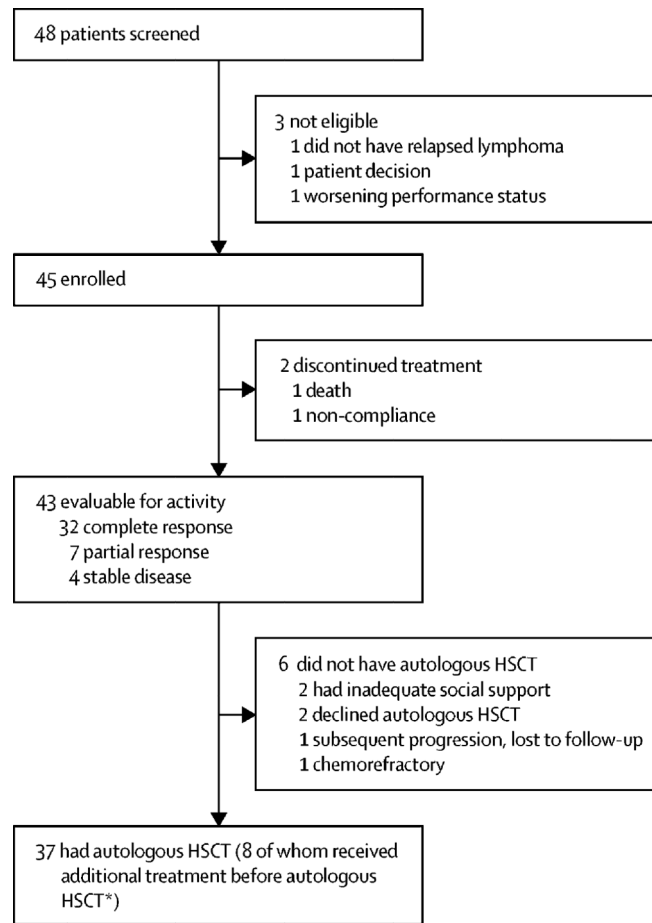 48 patients screened
3 not eligible
1 did not have relapsed lymphoma
1 patient decision
1 worsening performance status
45 enrolled
2 discontinued treatment
1 death
1 non-compliance
43 evaluable for activity
32 complete response
7 partial response
4 stable disease
6 did not have autologous HSCT
2 had inadequate social support
2 declined autologous HSCT
1 subsequent progression, lost to follow-up
1 chemorefractory
37 had autologous HSCT (8 of whom received
additional treatment before autologous
HSCT*)